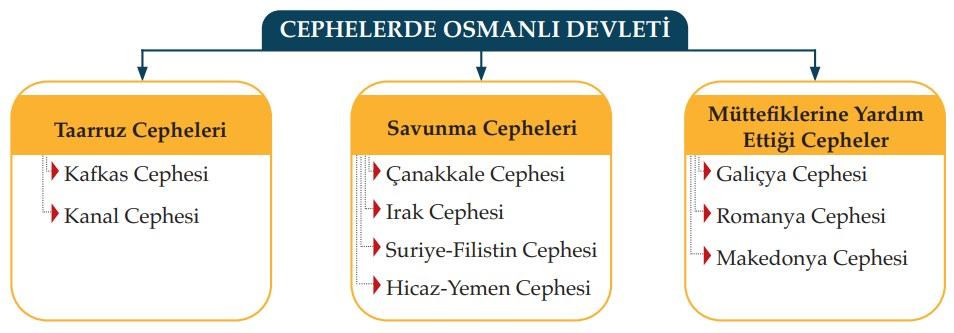 CEPHELERDE OSMANLI DEVLETİ
Taarruz Cepheleri
Kafkas Cephesi
Kanal Cephesi
Savunma Cepheleri
Çanakkale Cephesi
Irak Cephesi
Suriye-Filistin Cephesi
Hicaz-Yemen Cephesi
Müttefiklerine Yardım
Ettiği Cepheler
Galiçya Cephesi
Romanya Cephesi
Makedonya Cephesi